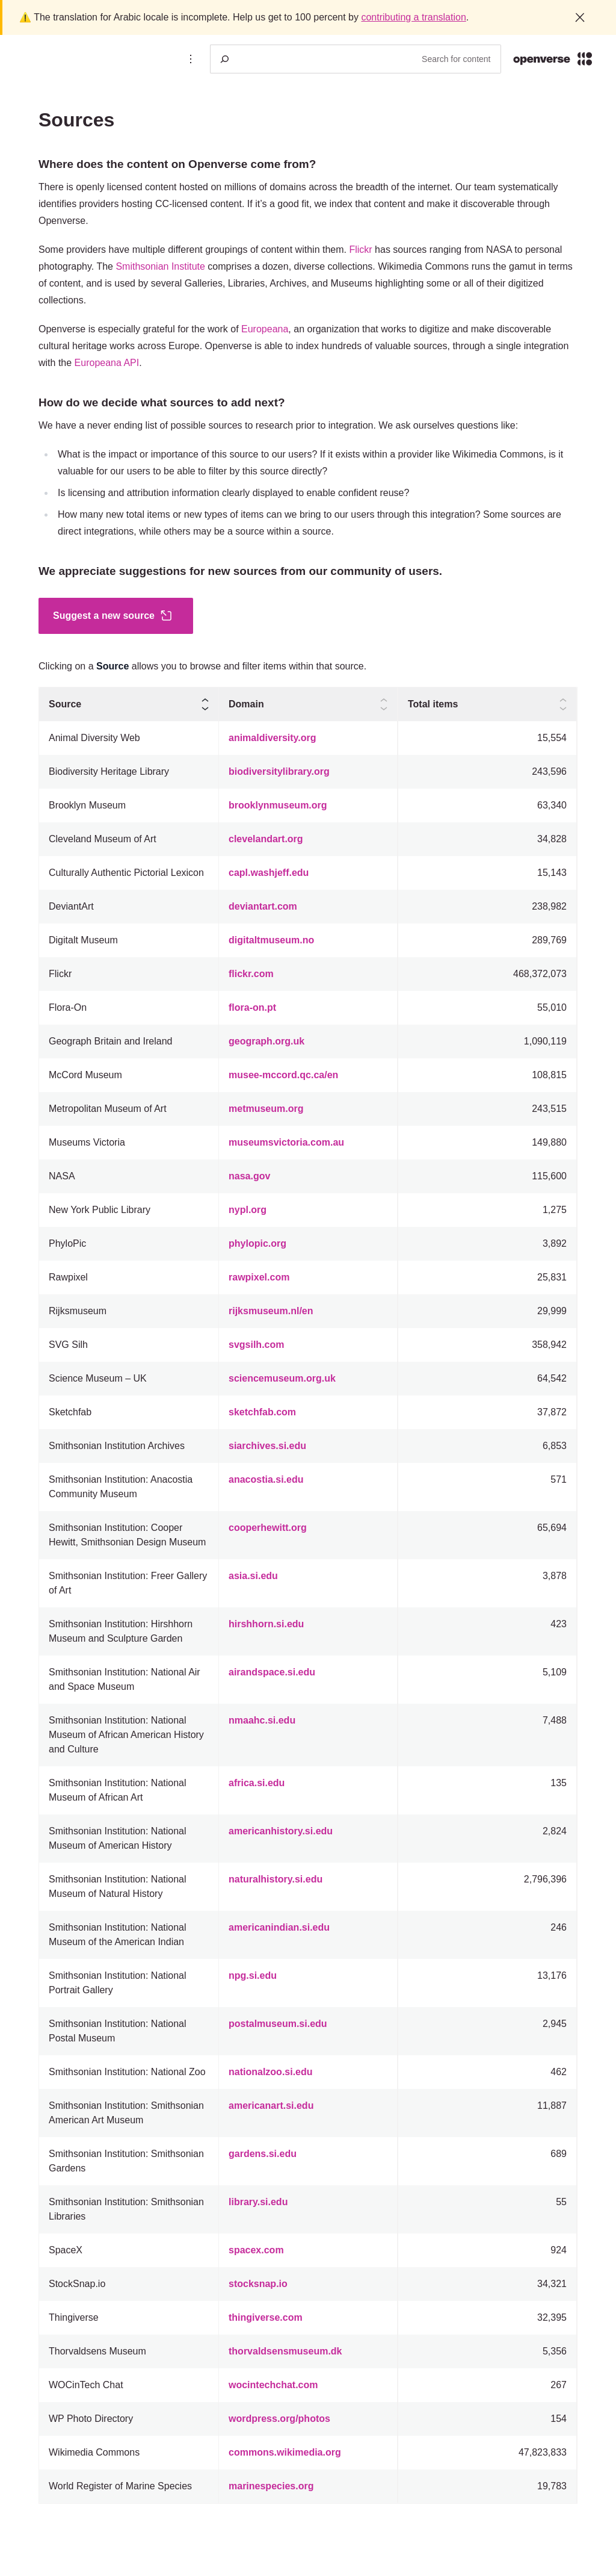 ⚠️ The translation for Arabic locale is incomplete. Help us get to 100 percent by contributing a translation.
Search for content
openverse
Sources
Where does the content on Openverse come from?
There is openly licensed content hosted on millions of domains across the breadth of the internet. Our team systematically
identifies providers hosting CC-licensed content. If it’s a good fit, we index that content and make it discoverable through
Openverse.
Some providers have multiple different groupings of content within them. Flickr has sources ranging from NASA to personal
photography. The Smithsonian Institute comprises a dozen, diverse collections. Wikimedia Commons runs the gamut in terms
of content, and is used by several Galleries, Libraries, Archives, and Museums highlighting some or all of their digitized
collections.
Openverse is especially grateful for the work of Europeana, an organization that works to digitize and make discoverable
cultural heritage works across Europe. Openverse is able to index hundreds of valuable sources, through a single integration
with the Europeana API.
How do we decide what sources to add next?
We have a never ending list of possible sources to research prior to integration. We ask ourselves questions like:
What is the impact or importance of this source to our users? If it exists within a provider like Wikimedia Commons, is it
valuable for our users to be able to filter by this source directly?
Is licensing and attribution information clearly displayed to enable confident reuse?
How many new total items or new types of items can we bring to our users through this integration? Some sources are
direct integrations, while others may be a source within a source.
We appreciate suggestions for new sources from our community of users.
Suggest a new source
Clicking on a Source allows you to browse and filter items within that source.
Source Domain Total items
Animal Diversity Web animaldiversity.org 15,554
Biodiversity Heritage Library biodiversitylibrary.org 243,596
Brooklyn Museum brooklynmuseum.org 63,340
Cleveland Museum of Art clevelandart.org 34,828
Culturally Authentic Pictorial Lexicon capl.washjeff.edu 15,143
DeviantArt deviantart.com 238,982
Digitalt Museum digitaltmuseum.no 289,769
Flickr flickr.com 468,372,073
Flora-On flora-on.pt 55,010
Geograph Britain and Ireland geograph.org.uk 1,090,119
McCord Museum musee-mccord.qc.ca/en 108,815
Metropolitan Museum of Art metmuseum.org 243,515
Museums Victoria museumsvictoria.com.au 149,880
NASA nasa.gov 115,600
New York Public Library nypl.org 1,275
PhyloPic phylopic.org 3,892
Rawpixel rawpixel.com 25,831
Rijksmuseum rijksmuseum.nl/en 29,999
SVG Silh svgsilh.com 358,942
Science Museum – UK sciencemuseum.org.uk 64,542
Sketchfab sketchfab.com 37,872
Smithsonian Institution Archives siarchives.si.edu 6,853
Smithsonian Institution: Anacostia anacostia.si.edu 571
Community Museum
Smithsonian Institution: Cooper cooperhewitt.org 65,694
Hewitt, Smithsonian Design Museum
Smithsonian Institution: Freer Gallery asia.si.edu 3,878
of Art
Smithsonian Institution: Hirshhorn hirshhorn.si.edu 423
Museum and Sculpture Garden
Smithsonian Institution: National Air airandspace.si.edu 5,109
and Space Museum
Smithsonian Institution: National nmaahc.si.edu 7,488
Museum of African American History
and Culture
Smithsonian Institution: National africa.si.edu 135
Museum of African Art
Smithsonian Institution: National americanhistory.si.edu 2,824
Museum of American History
Smithsonian Institution: National naturalhistory.si.edu 2,796,396
Museum of Natural History
Smithsonian Institution: National americanindian.si.edu 246
Museum of the American Indian
Smithsonian Institution: National npg.si.edu 13,176
Portrait Gallery
Smithsonian Institution: National postalmuseum.si.edu 2,945
Postal Museum
Smithsonian Institution: National Zoo nationalzoo.si.edu 462
Smithsonian Institution: Smithsonian americanart.si.edu 11,887
American Art Museum
Smithsonian Institution: Smithsonian gardens.si.edu 689
Gardens
Smithsonian Institution: Smithsonian library.si.edu 55
Libraries
SpaceX spacex.com 924
StockSnap.io stocksnap.io 34,321
Thingiverse thingiverse.com 32,395
Thorvaldsens Museum thorvaldsensmuseum.dk 5,356
WOCinTech Chat wocintechchat.com 267
WP Photo Directory wordpress.org/photos 154
Wikimedia Commons commons.wikimedia.org 47,823,833
World Register of Marine Species marinespecies.org 19,783